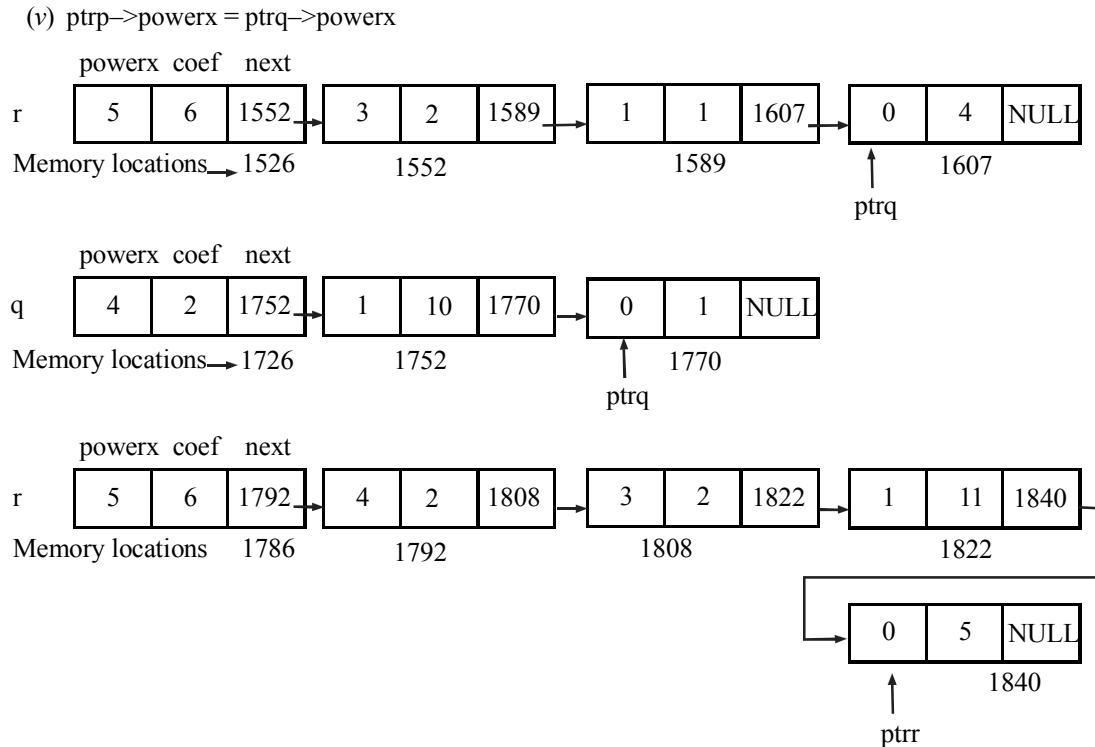 (v) ptrp–>powerx = ptrq–>powerx
powerx coef next
r 5 6 1552 3 2 1589 1 1 1607 0 4 NULL
Memory locations 1526 1552 1589 1607
ptrq
powerx coef next
q 4 2 1752 1 10 1770 0 1 NULL
Memory locations 1726 1752 1770
ptrq
powerx coef next
r 5 6 1792 4 2 1808 3 2 1822 1 11 1840
Memory locations 1786 1792 1808 1822
0 5 NULL
1840
ptrr